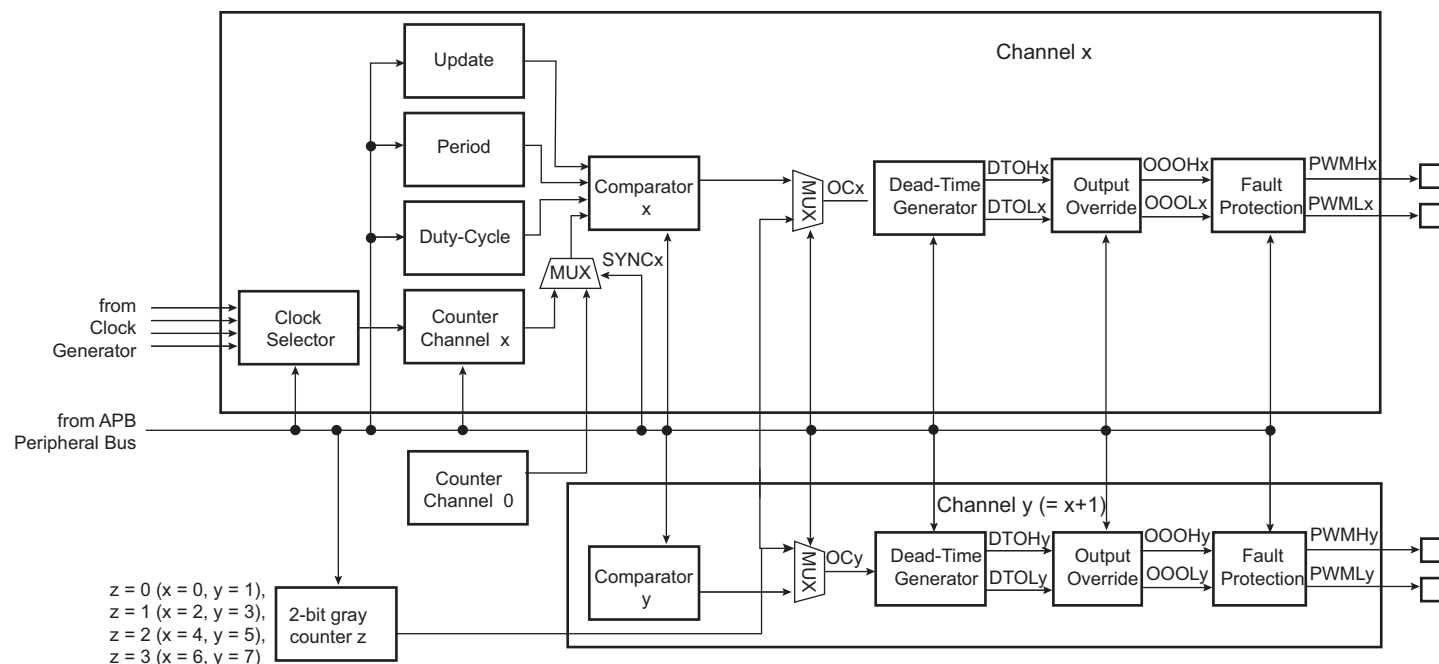 Channel x
Update
Period
Duty-Cycle
Comparator
x
MUX
SYNCx
MUX
OCx
Dead-Time
Generator
DTOHx
DTOLx
Output
Override
OOOHx
OOOLx
Fault
Protection
PWMHx
PWMLx
from
Clock
Generator
Clock
Selector
Counter
Channel x
from APB
Peripheral Bus
Counter
Channel 0
Channel y (= x+1)
Comparator
y
MUX
OCy
Dead-Time
Generator
DTOHy
DTOLy
Output
Override
OOOHy
OOOLy
Fault
Protection
PWMHy
PWMLy
z = 0 (x = 0, y = 1),
z = 1 (x = 2, y = 3),
z = 2 (x = 4, y = 5),
z = 3 (x = 6, y = 7)
2-bit gray
counter z